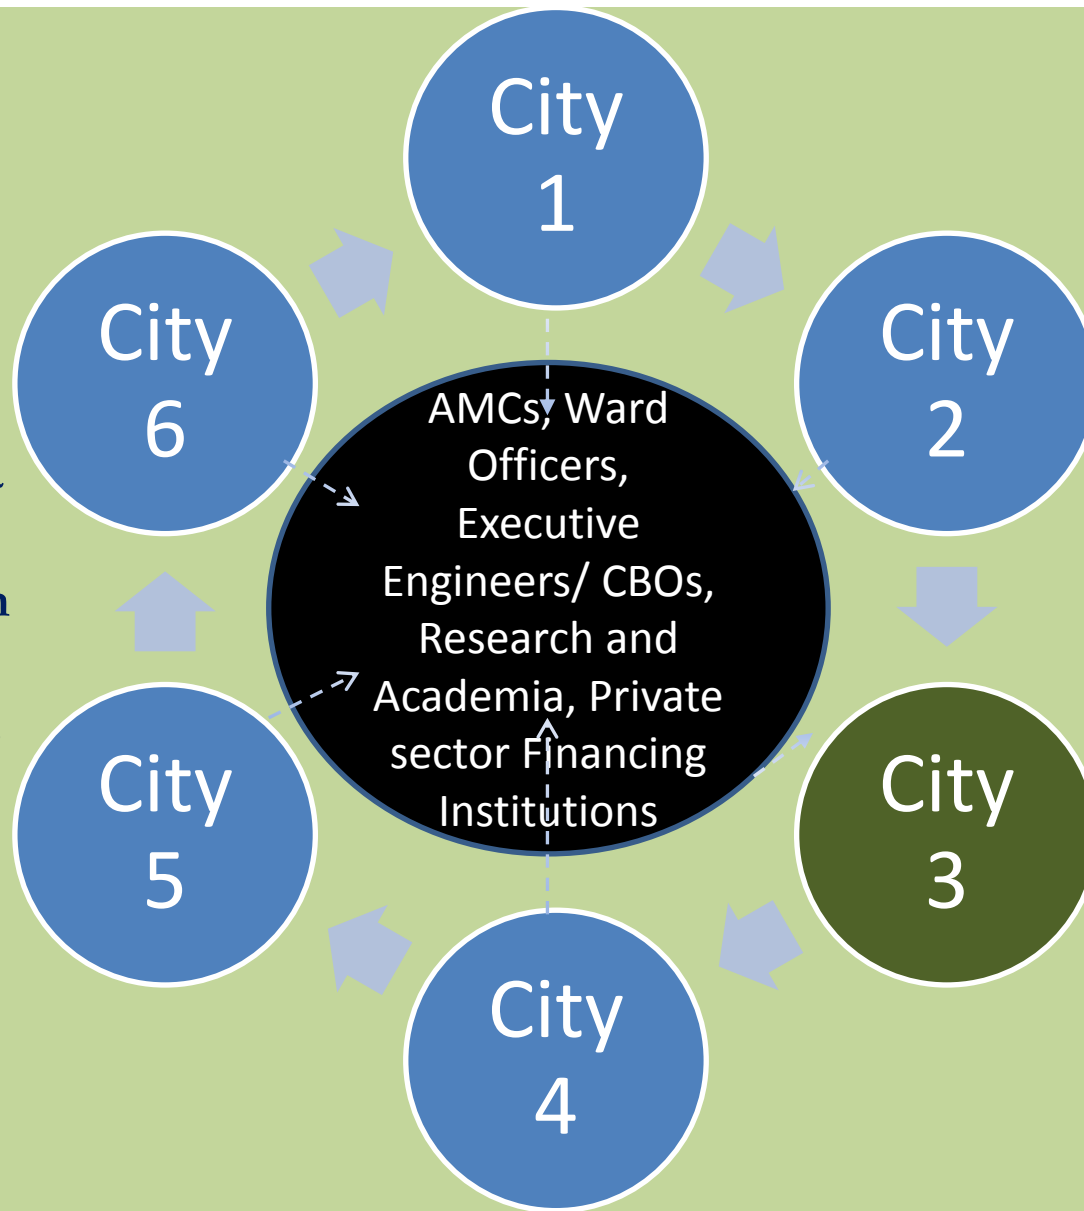 City
1
City
2
City
3
City
4
City
5
City
6
AMCs, Ward
Officers,
Executive
Engineers/ CBOs,
Research and
Academia, Private
sector Financing
Institutions